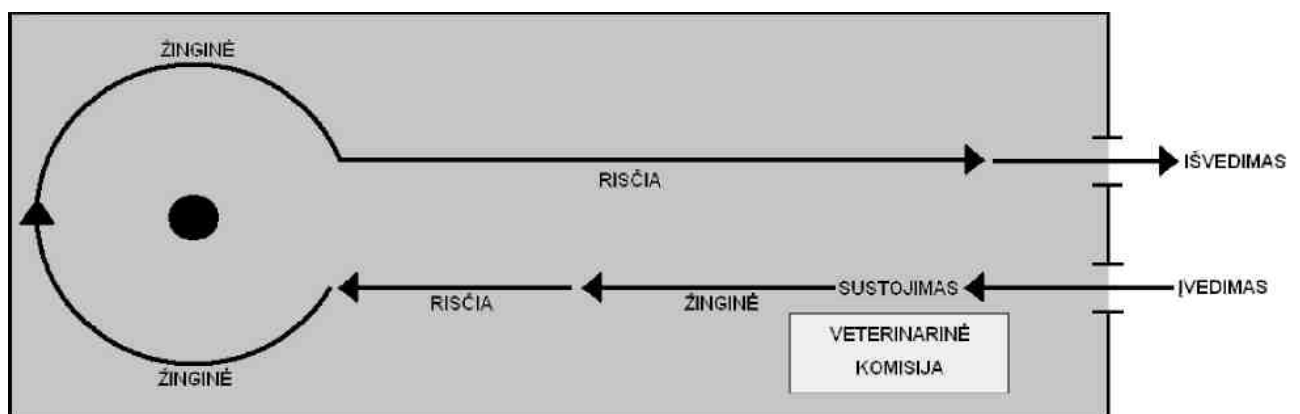 ŽINGINĖ
RISČIA
IŠVEDIMAS
RISČIA
ŽINGINĖ
SUSTOJIMAS
ĮVEDIMAS
VETERINARINĖ
KOMISIJA
ŽINGINĖ